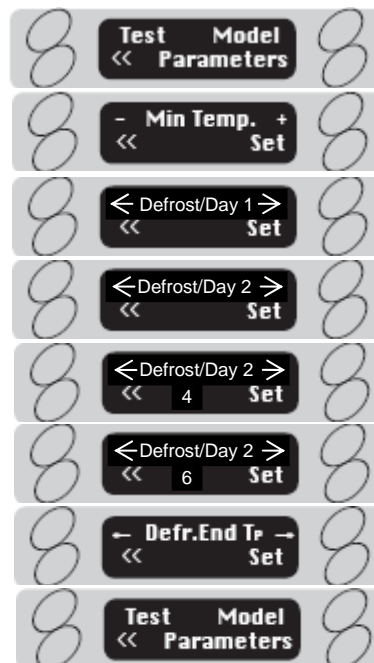 Test Model
<< Parameters
- Min Temp. +
<< Set
← Defrost/Day 1 →
<< Set
← Defrost/Day 2 →
<< Set
← Defrost/Day 2 →
<< 4 Set
← Defrost/Day 2 →
<< 6 Set
← Defr.End TP →
<< Set
Test Model
<< Parameters